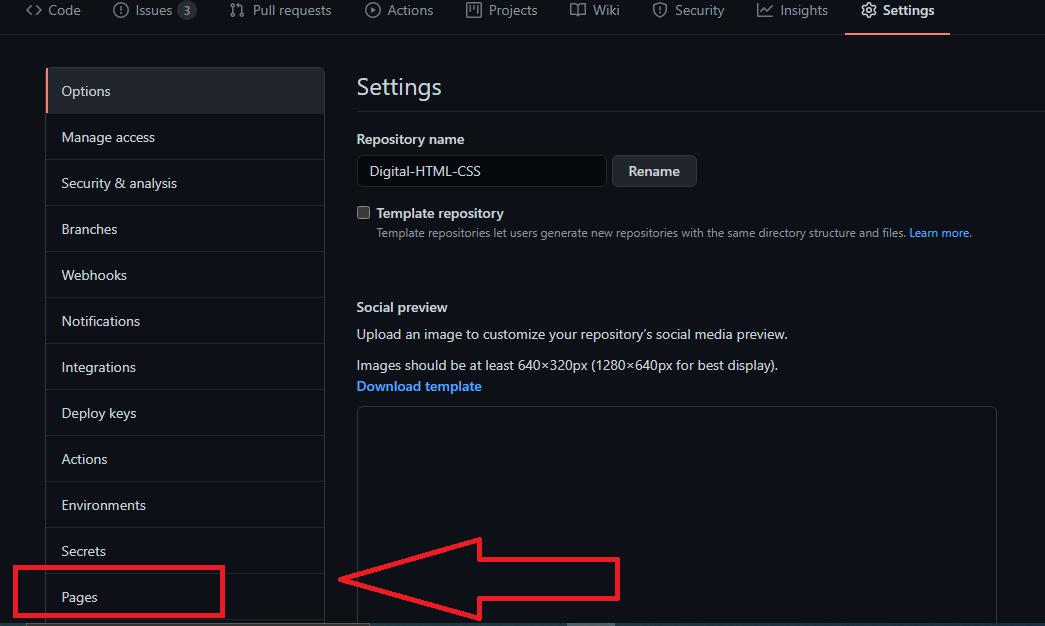 Code Issues 3 Pull requests Actions Projects Wiki Security Insights Settings
Options
Manage access
Security & analysis
Branches
Webhooks
Notifications
Integrations
Deploy keys
Actions
Environments
Secrets
Pages
Settings
Repository name
Digital-HTML-CSS Rename
Template repository
Template repositories let users generate new repositories with the same directory structure and files. Learn more.
Social preview
Upload an image to customize your repository’s social media preview.
Images should be at least 640×320px (1280×640px for best display).
Download template